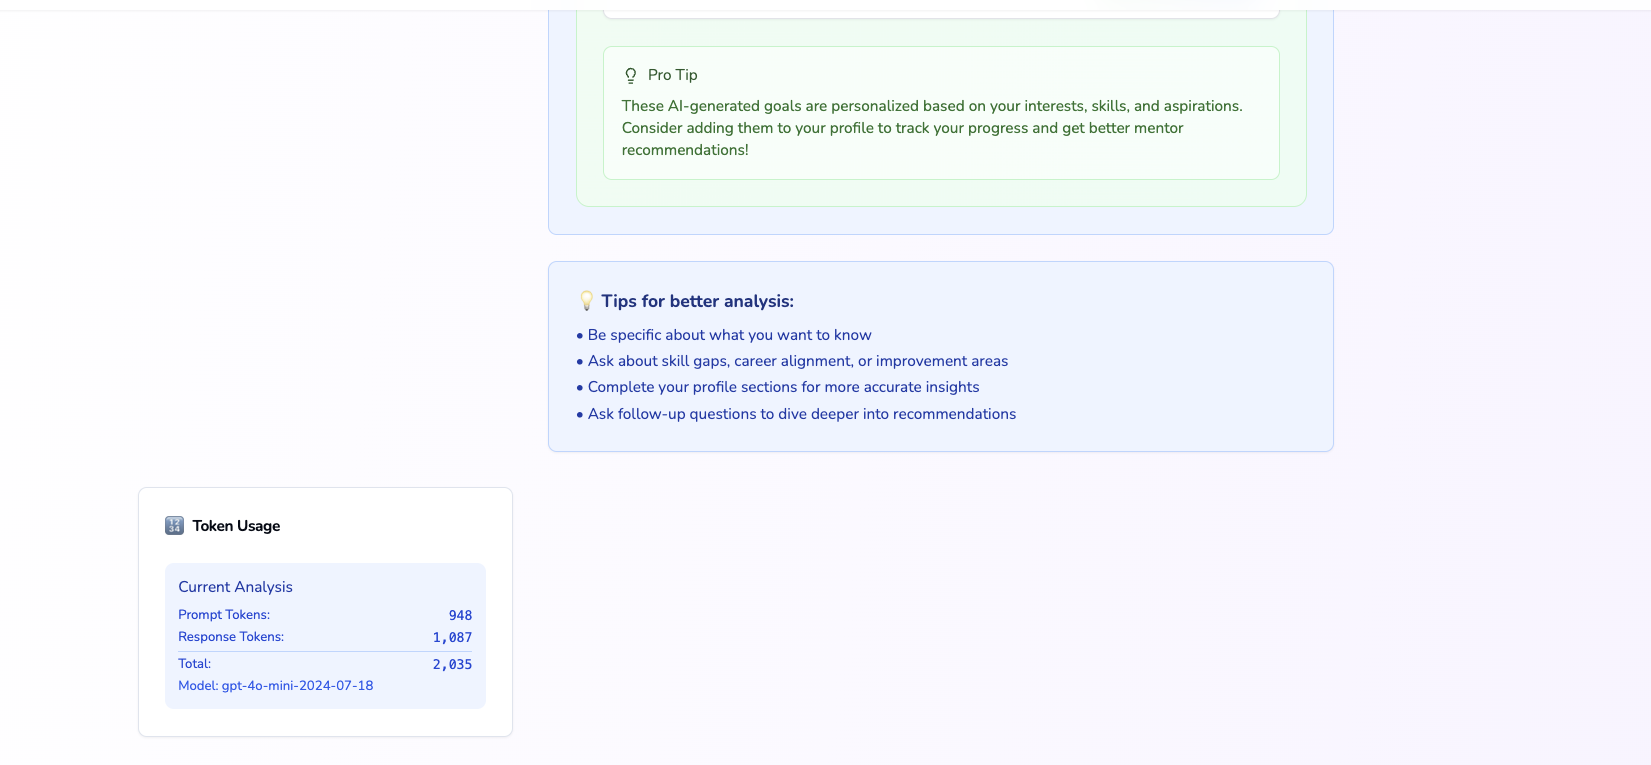 Pro Tip
These AI-generated goals are personalized based on your interests, skills, and aspirations.
Consider adding them to your profile to track your progress and get better mentor
recommendations!
💡 Tips for better analysis:
• Be specific about what you want to know
• Ask about skill gaps, career alignment, or improvement areas
• Complete your profile sections for more accurate insights
• Ask follow-up questions to dive deeper into recommendations
🔢 Token Usage
Current Analysis
Prompt Tokens: 948
Response Tokens: 1,087
Total: 2,035
Model: gpt-4o-mini-2024-07-18